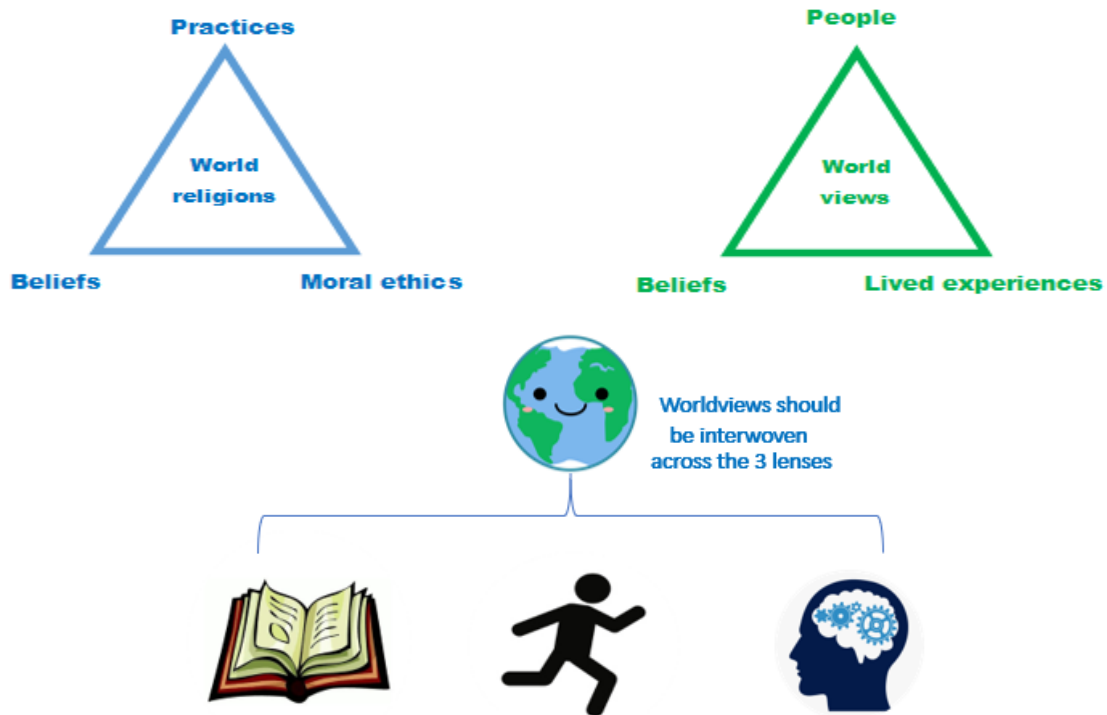 Practices
World
religions
Beliefs
Moral ethics
People
World
views
Beliefs
Lived experiences
Worldviews should
be interwoven
across the 3 lenses